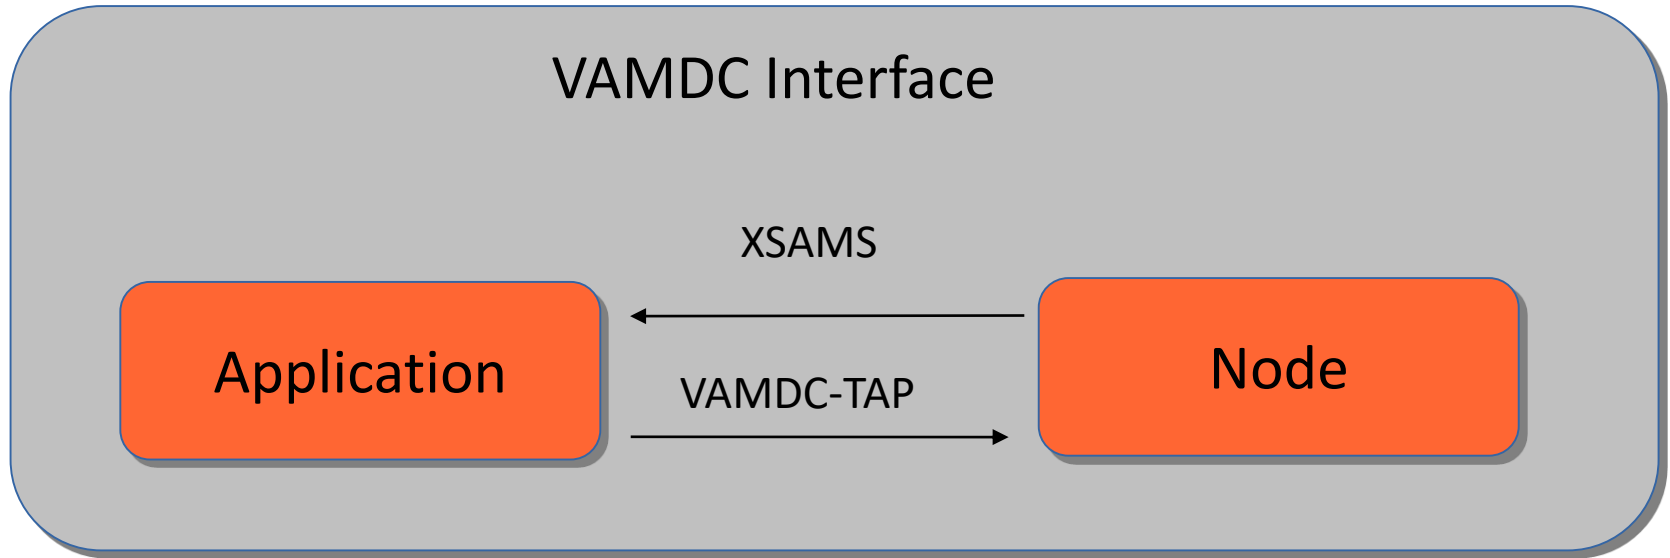 VAMDC Interface
XSAMS
Application
Node
VAMDC-TAP